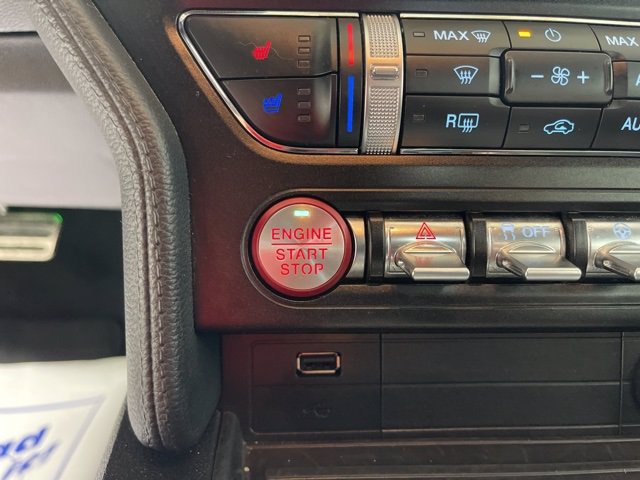 MAX
MAX
R
AU
ENGINE
START
STOP
OFF